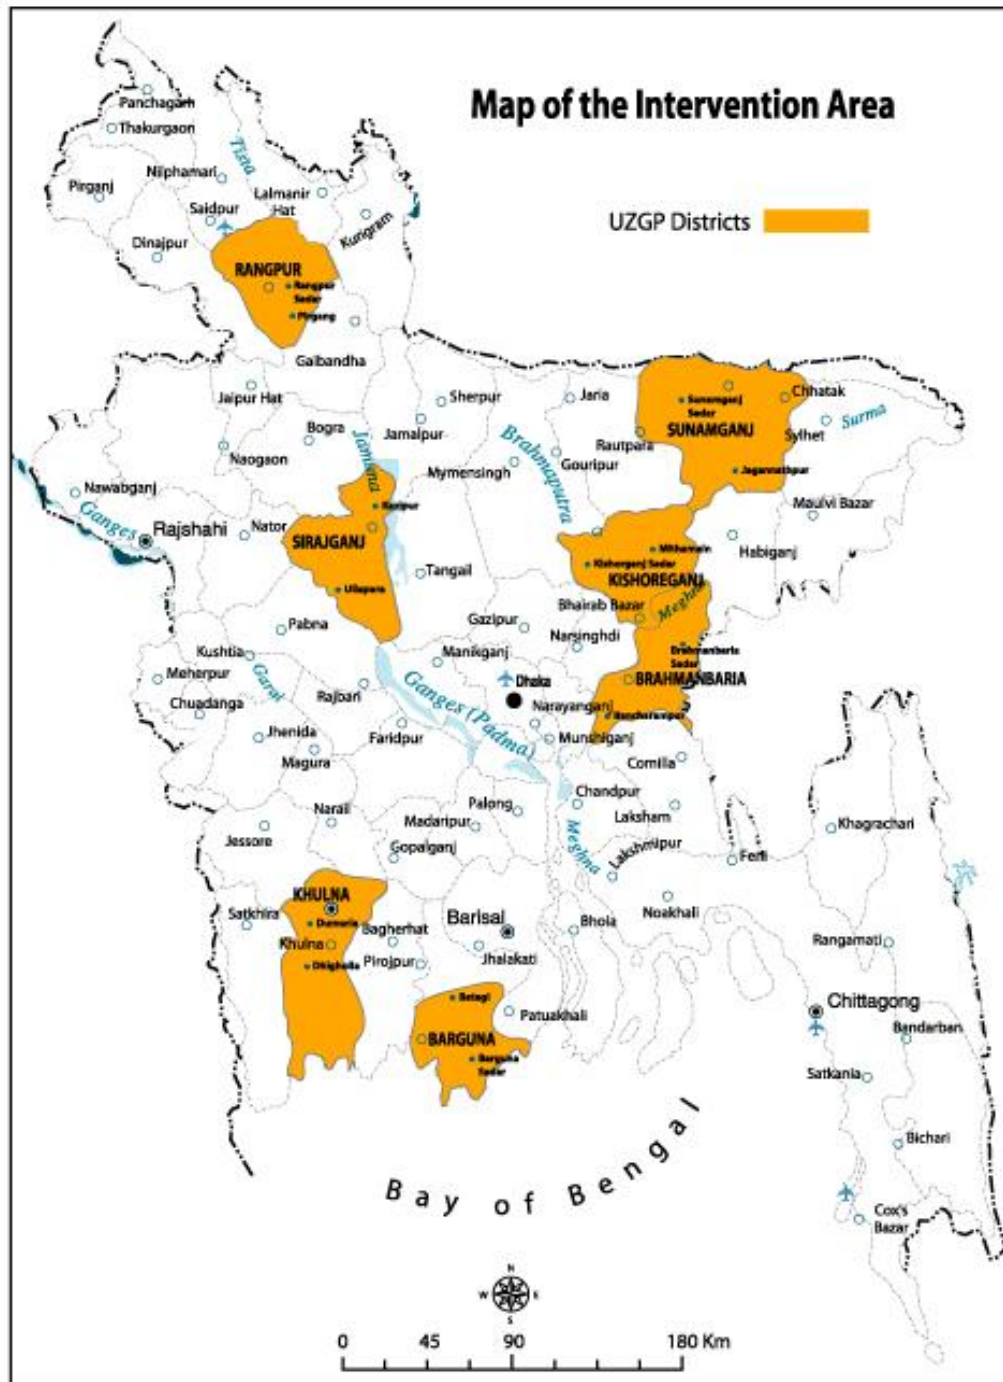 Map of the Intervention Area
UZGP Districts
Panchagarh
Thakurgaon
Tista
Nilphamari
Pirganj
Lalmanir
Hat
Saidpur
Kurigram
Dinajpur
RANGPUR
Rangpur
Sadar
Pirgang
Gaibandha
Jaipur Hat
Sherpur
Jaria
Sunamganj
Sadar
Chhatak
SUNAMGANJ
Sylhet
Surma
Bogra
Jamalpur
Jamuna
Brahmaputra
Rautpara
Naogaon
Mymensingh
Gouripur
Jagannathpur
Nawabganj
Ganges
Rajshahi
Nator
Kazipur
SIRAJGANJ
Maulvi Bazar
Habiganj
Mithamain
Kishorganj Sadar
KISHOREGANJ
Tangail
Ullapara
Bhairab Bazar
Meghna
Pabna
Gazipur
Narsinghdi
Kushtia
Manikganj
Brahmanbaria
Sadar
Meherpur
Garai
Rajbari
Ganges (Padma)
Dhaka
BRAHMANBARIA
Chuadanga
Narayanganj
Bancharampur
Jhenida
Faridpur
Munshiganj
Magura
Comilla
Narail
Palong
Chandpur
Jessore
Madaripur
Laksham
Khagrachari
Gopalganj
Meghna
Lakshmipur
Feni
KHULNA
Satkhira
Dumuria
Bagherhat
Barisal
Bhola
Noakhali
Khulna
Rangamati
Dhigholia
Pirojpur
Jhalakati
Betagi
Patuakhali
Chittagong
BARGUNA
Bandarban
Barguna
Sadar
Satkania
Bichari
Bay of Bengal
Cox's
Bazar
N
W E
S
0 45 90 180 Km